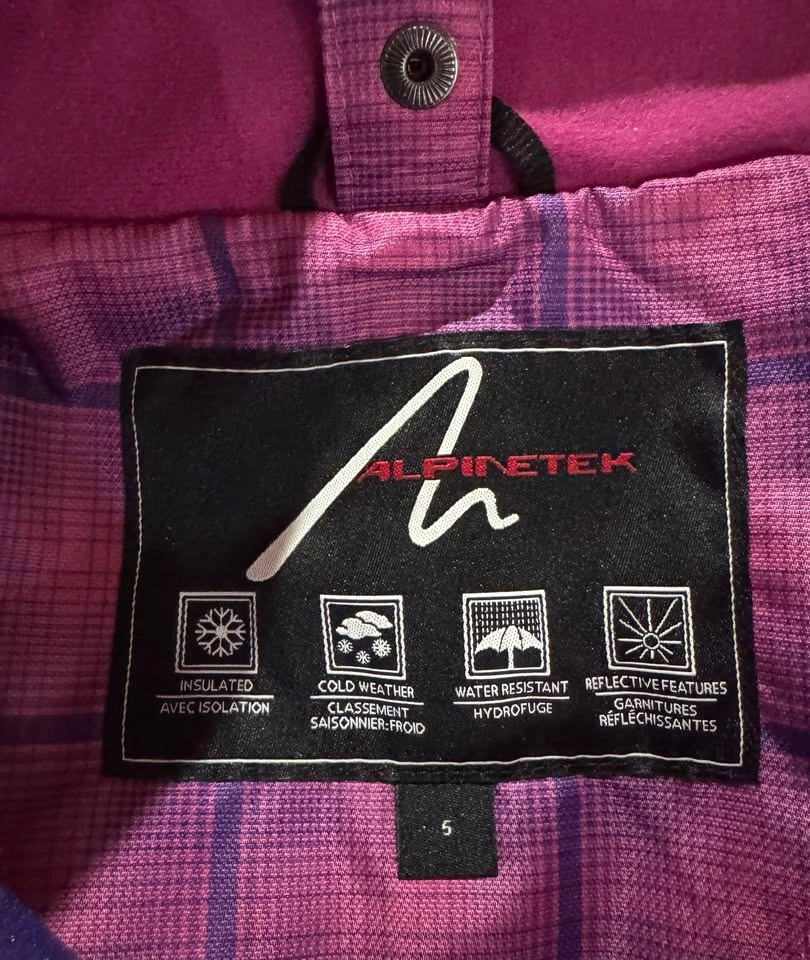 ALPINETEK
INSULATED
AVEC ISOLATION
COLD WEATHER
CLASSEMENT
SAISONNIER:FROID
WATER RESISTANT
HYDROFUGE
REFLECTIVE FEATURES
GARNITURES
RÉFLÉCHISSANTES
5